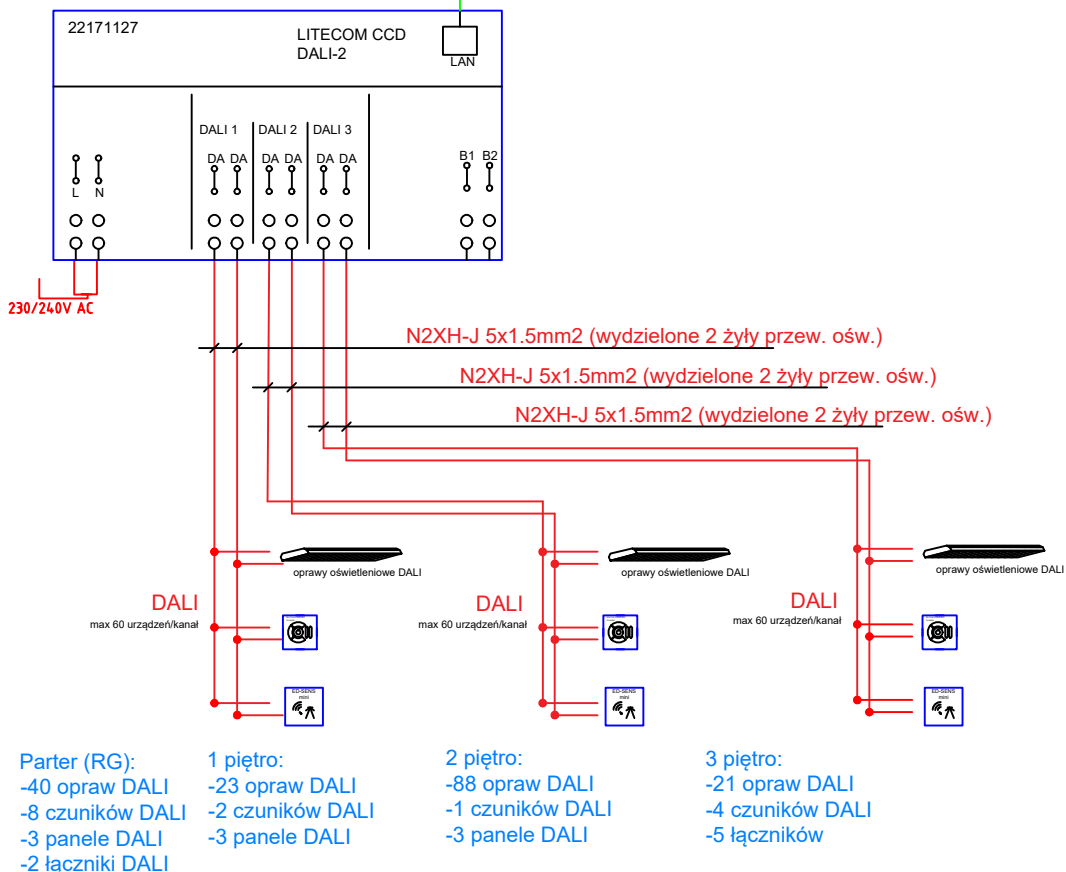 22171127
LITECOM CCD
DALI-2
LAN
DALI 1
DALI 2
DALI 3
DA DA
DA DA
DA DA
B1 B2
L
N
230/240V AC
N2XH-J 5x1.5mm2 (wydzielone 2 żyły przew. ośw.)
N2XH-J 5x1.5mm2 (wydzielone 2 żyły przew. ośw.)
N2XH-J 5x1.5mm2 (wydzielone 2 żyły przew. ośw.)
oprawy oświetleniowe DALI
oprawy oświetleniowe DALI
oprawy oświetleniowe DALI
DALI
max 60 urządzeń/kanał
DALI
max 60 urządzeń/kanał
DALI
max 60 urządzeń/kanał
ED-SENS
mini
ED-SENS
mini
ED-SENS
mini
Parter (RG):
-40 opraw DALI
-8 czuników DALI
-3 panele DALI
-2 łaczniki DALI
1 piętro:
-23 opraw DALI
-2 czuników DALI
-3 panele DALI
2 piętro:
-88 opraw DALI
-1 czuników DALI
-3 panele DALI
3 piętro:
-21 opraw DALI
-4 czuników DALI
-5 łączników